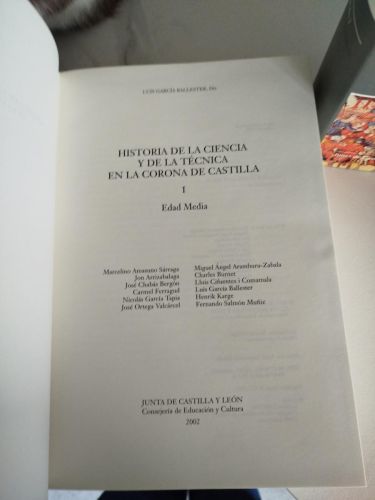 LUIS GARCÍA BALLESTER, Dir.
HISTORIA DE LA CIENCIA
Y DE LA TÉCNICA
EN LA CORONA DE CASTILLA
I
Edad Media
Marcelino Amasuno Sárraga
Jon Arrizabalaga
José Chabás Bergón
Carmel Ferragud
Nicolás García Tapia
José Ortega Valcárcel
Miguel Ángel Aramburu-Zabala
Charles Burnet
Lluís Cifuentes i Comamala
Luis García Ballester
Henrik Karge
Fernando Salmón Muñiz
JUNTA DE CASTILLA Y LEÓN
Consejería de Educación y Cultura
2002